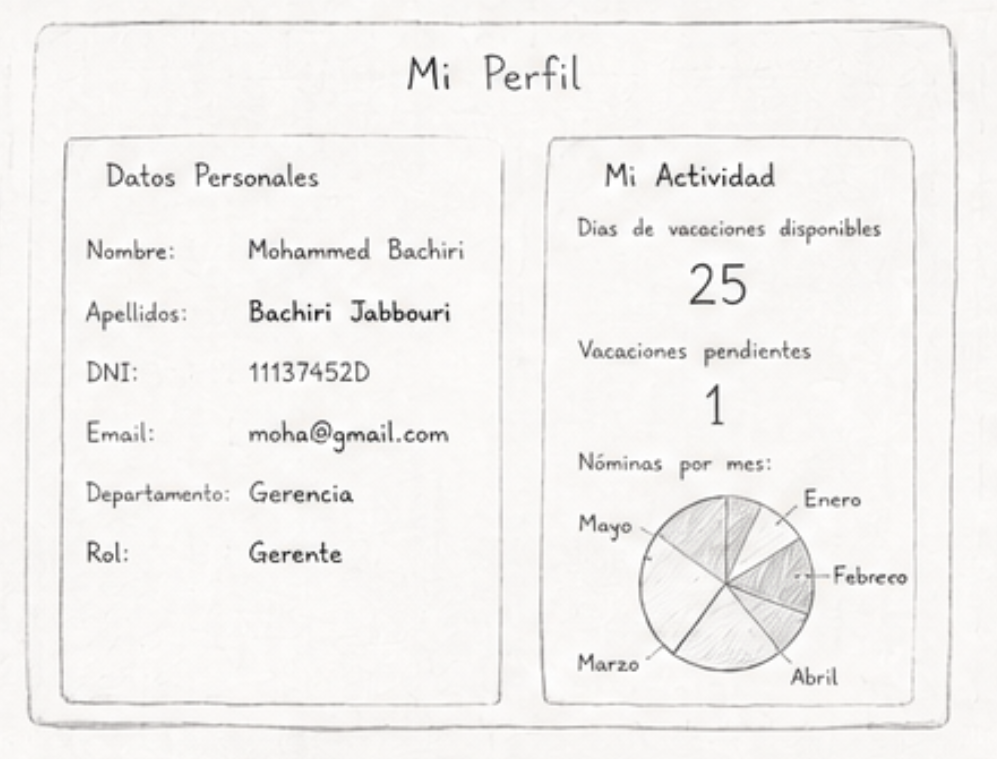 Mi Perfil
Datos Personales
Nombre: Mohammed Bachiri
Apellidos: Bachiri Jabbouri
DNI: 11137452D
Email: moha@gmail.com
Departamento: Gerencia
Rol: Gerente
Mi Actividad
Dias de vacaciones disponibles
25
Vacaciones pendientes
1
Nóminas por mes:
Enero
Mayo
Febreco
Marzo
Abril